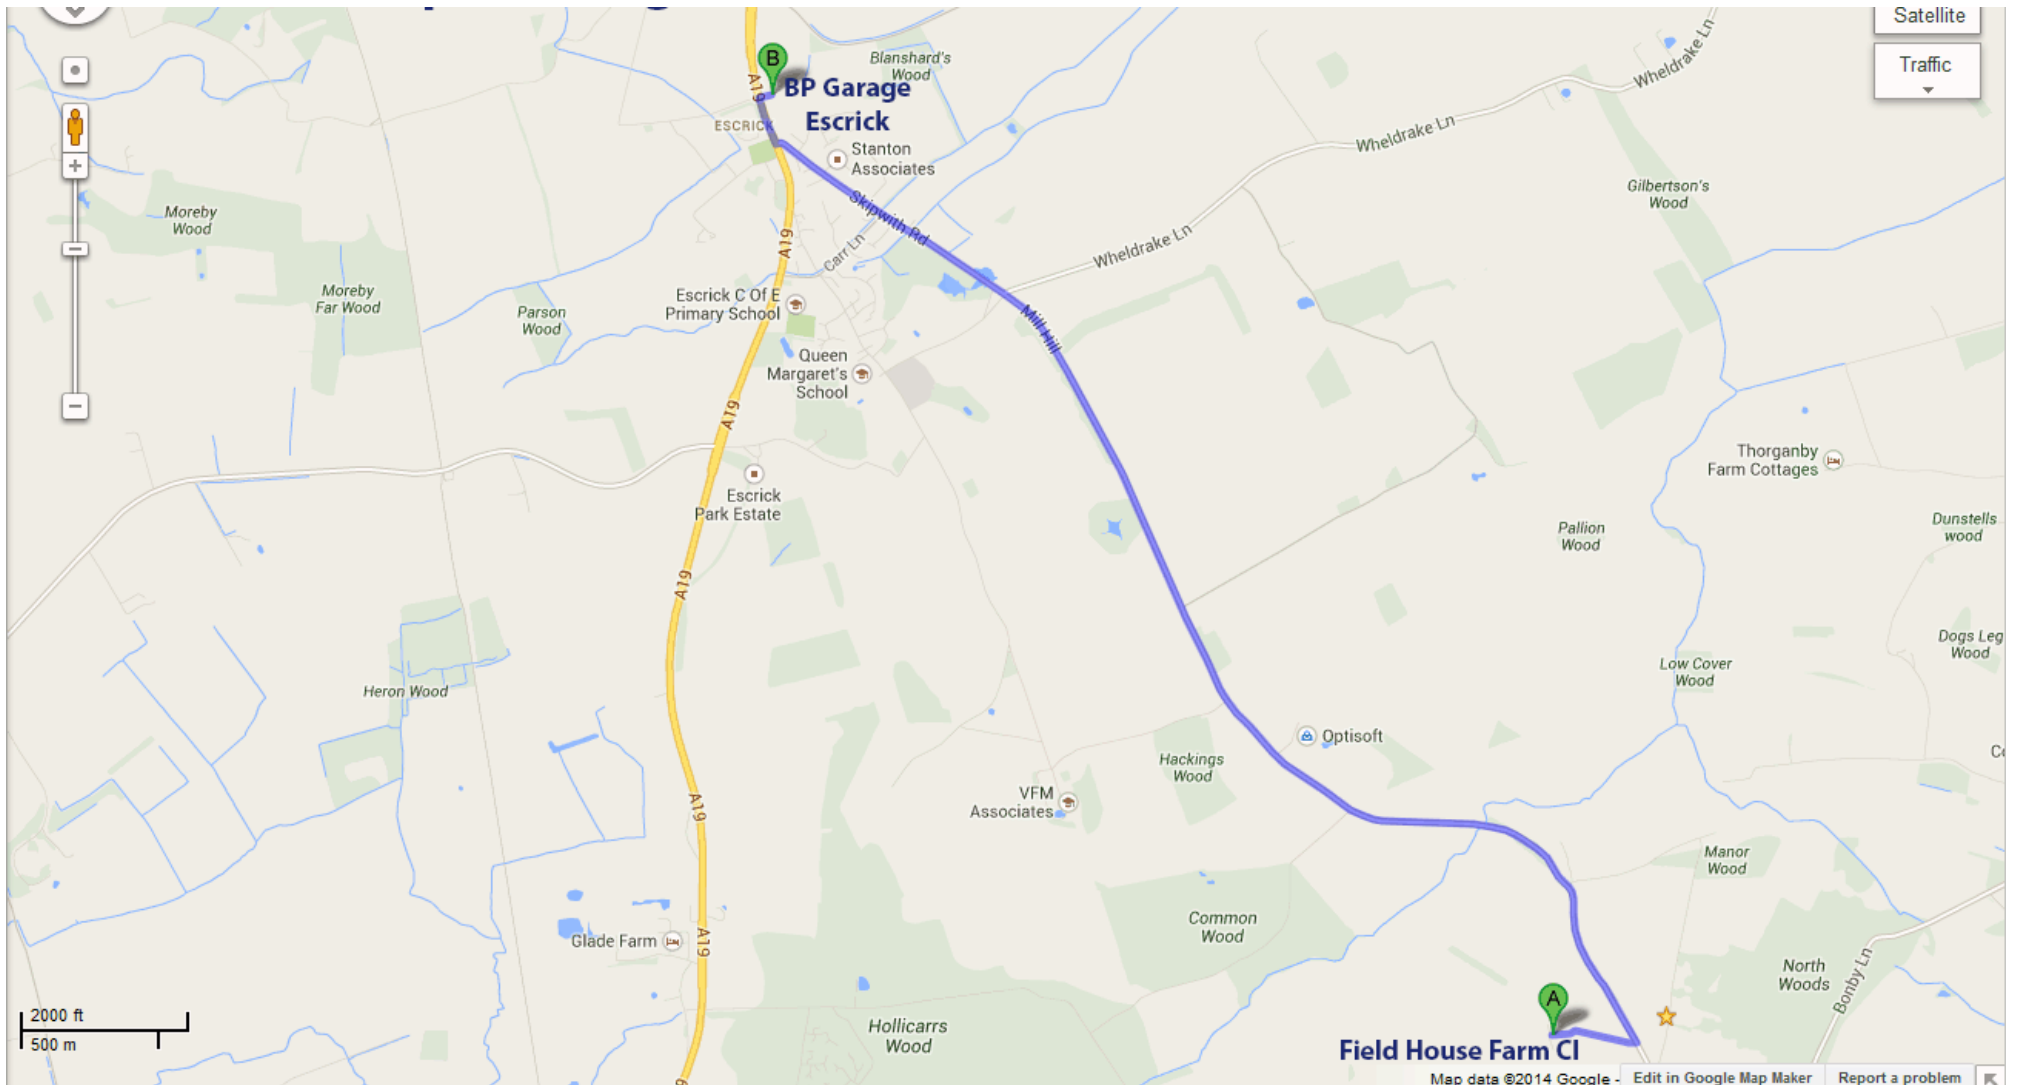 Satellite
Traffic
Wheldrake Ln
Blanshard's
Wood
B
A19
BP Garage
Escrick
ESCRICK
Stanton
Associates
Wheldrake Ln
Gilbertson's
Wood
Moreby
Wood
Skipwith Rd
A19
Carr Ln
Wheldrake Ln
Moreby
Far Wood
Parson
Wood
Escrick C Of E
Primary School
Mill Hill
Dunstens
Queen
Margaret's
School
A19
Thorganby
Farm Cottages
Escrick
Park Estate
Pallion
Wood
Dunstells
wood
A19
Dogs Leg
Wood
Low Cover
Wood
Heron Wood
Optisoft
Hackings
Wood
VFM
Associates
A19
Manor
Wood
Common
Wood
Glade Farm
A19
North
Woods
Bonby Ln
A
2000 ft
500 m
Hollicarrs
Wood
Field House Farm Cl
Map data ©2014 Google -
Edit in Google Map Maker
Report a problem